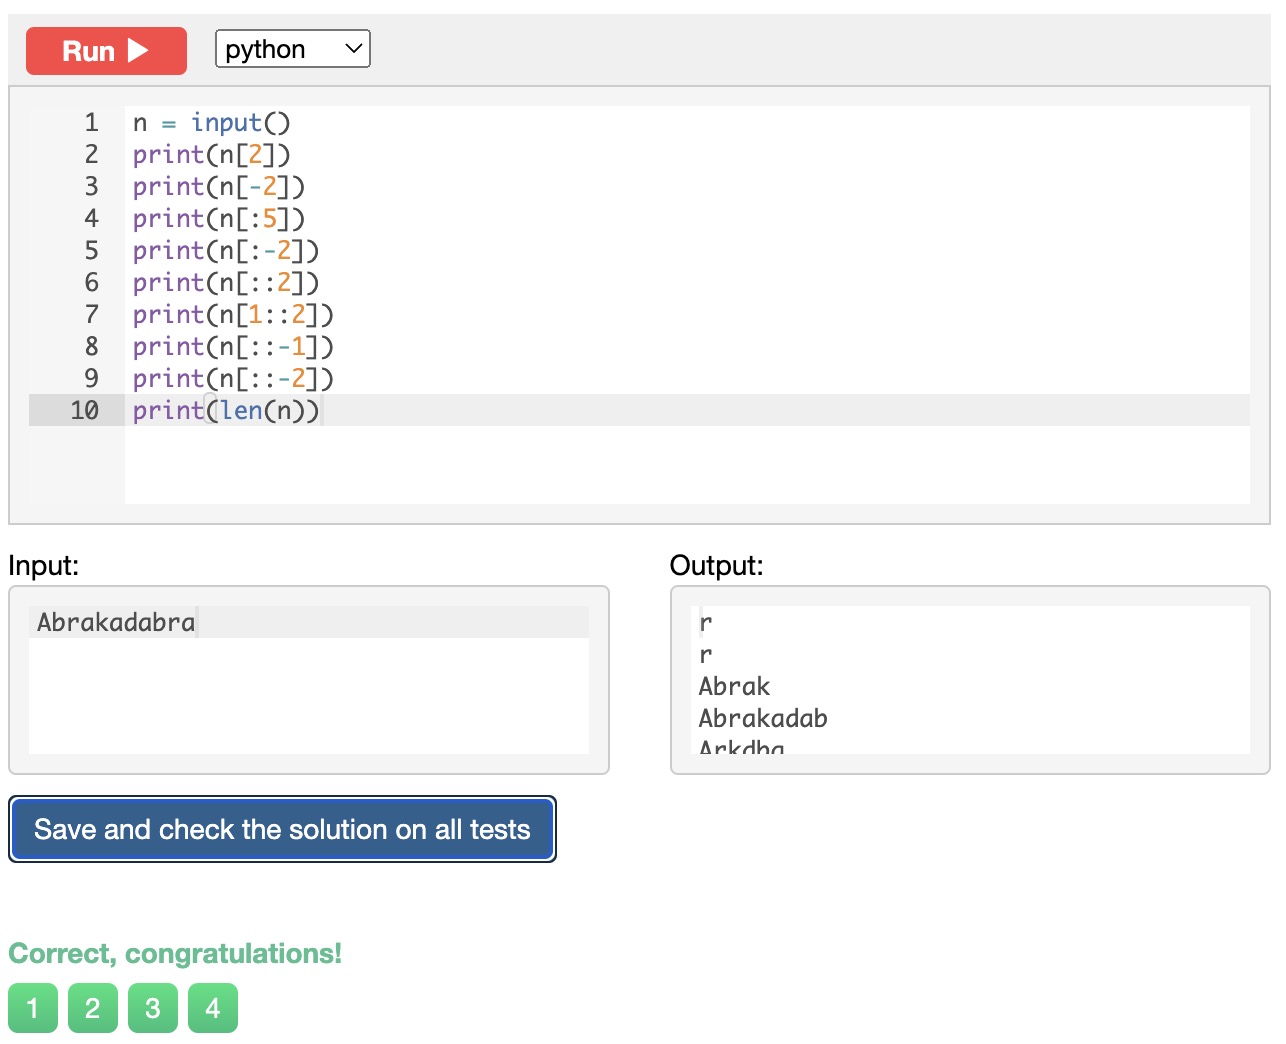 Run python
1 n = input()
2 print(n[2])
3 print(n[-2])
4 print(n[:5])
5 print(n[:-2])
6 print(n[::2])
7 print(n[1::2])
8 print(n[::-1])
9 print(n[::-2])
10 print(len(n))
Input:
Abrakadabra
Output:
r
r
Abrak
Abrakadab
Arkdba
Save and check the solution on all tests
Correct, congratulations!
1 2 3 4